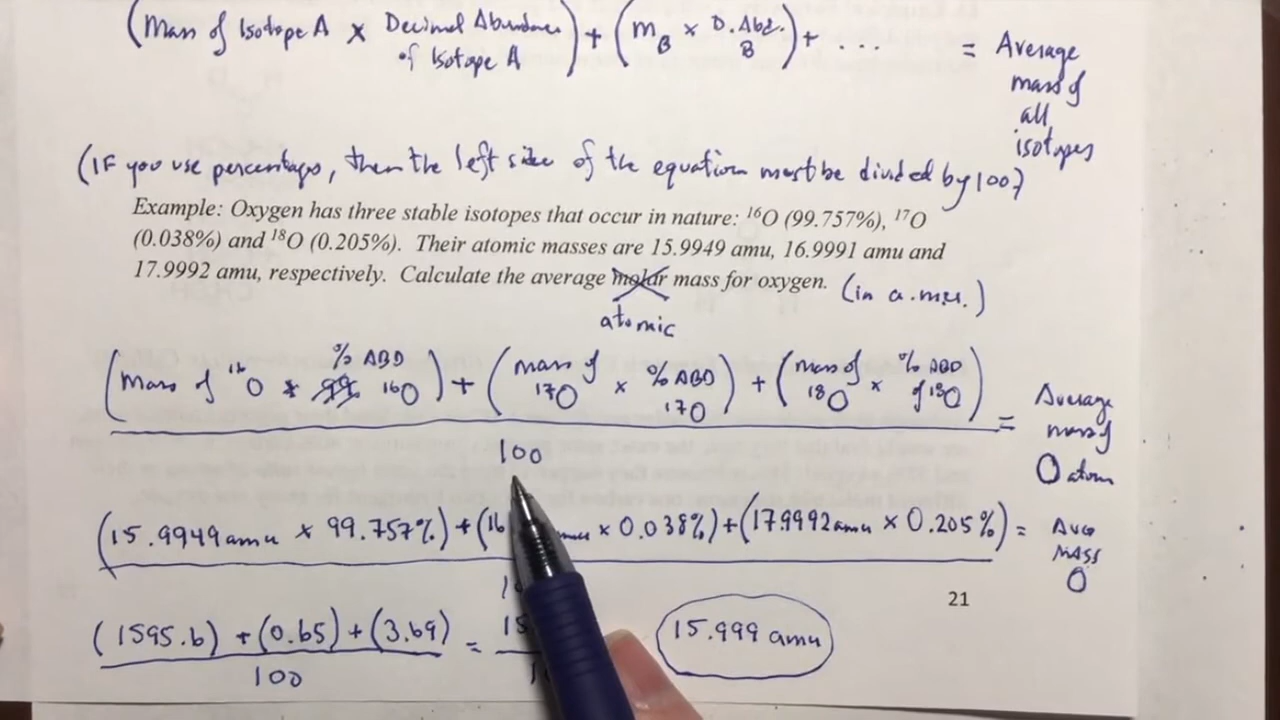 (Mass of Isotope A x Decimal Abundance of Isotope A) + (mB x D. Abd. B) + ... = Average mass of all isotopes
(IF you use percentages, then the left side of the equation must be divided by 100)
Example: Oxygen has three stable isotopes that occur in nature: ¹⁶O (99.757%), ¹⁷O
(0.038%) and ¹⁸O (0.205%). Their atomic masses are 15.9949 amu, 16.9991 amu and
17.9992 amu, respectively. Calculate the average molar mass for oxygen. (in a.m.u.)
atomic
(mass of ¹⁶O x % ABD 16O) + (mass of 17O x % ABD 17O) + (mass of 18O x % ABD of 18O) = Average mass of O atom
100
(15.9949 amu x 99.757%) + (16 x 0.038%) + (17.9992 amu x 0.205%) = AVG MASS O
(1595.6) + (0.65) + (3.69) = 15
100
15.999 amu
21